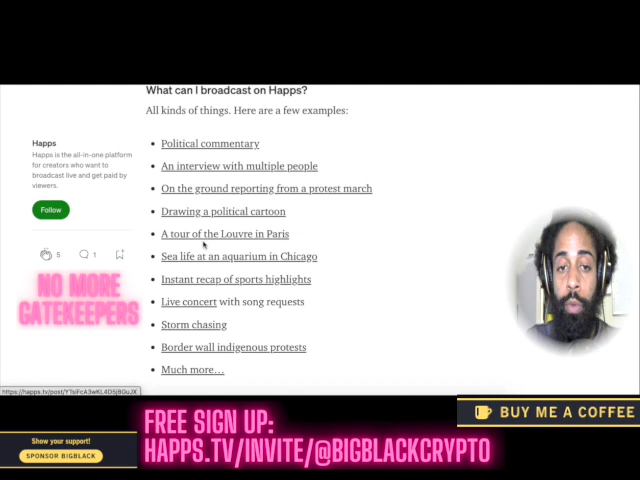 What can I broadcast on Happs?
All kinds of things. Here are a few examples:
Happs
Happs is the all-in-one platform
for creators who want to
broadcast live and get paid by
viewers.
Follow
5
1
• Political commentary
• An interview with multiple people
• On the ground reporting from a protest march
• Drawing a political cartoon
• A tour of the Louvre in Paris
• Sea life at an aquarium in Chicago
• Instant recap of sports highlights
• Live concert with song requests
• Storm chasing
• Border wall indigenous protests
• Much more...
NO MORE
GATEKEEPERS
BUY ME A COFFEE
FREE SIGN UP:
HAPPS.TV/INVITE/@BIGBLACKCRYPTO
Show your support!
SPONSOR BIGBLACK